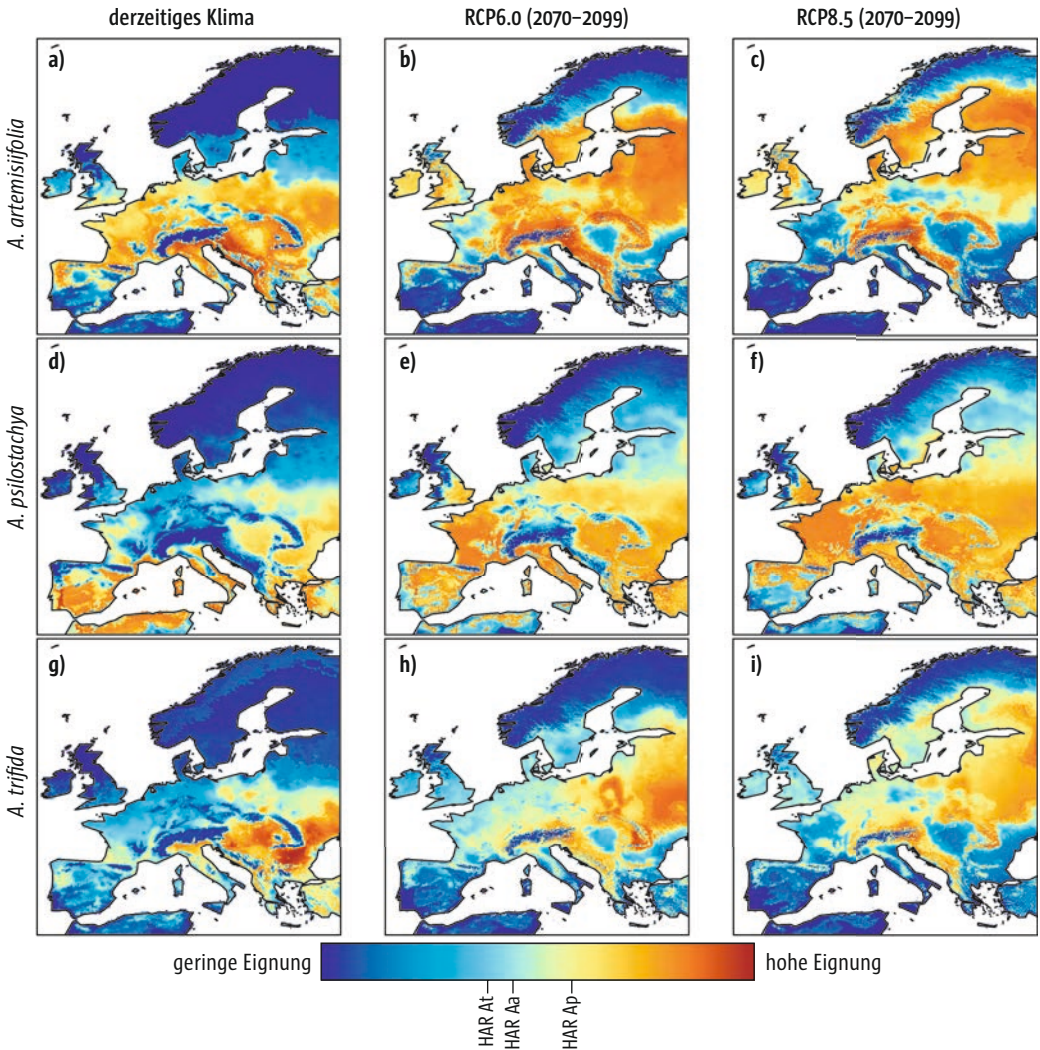 derzeitiges Klima
RCP6.0 (2070–2099)
RCP8.5 (2070–2099)
A. artemisiifolia
a)
b)
c)
A. psilostachya
d)
e)
f)
A. trifida
g)
h)
i)
geringe Eignung
hohe Eignung
HAR At
HAR Aa
HAR Ap